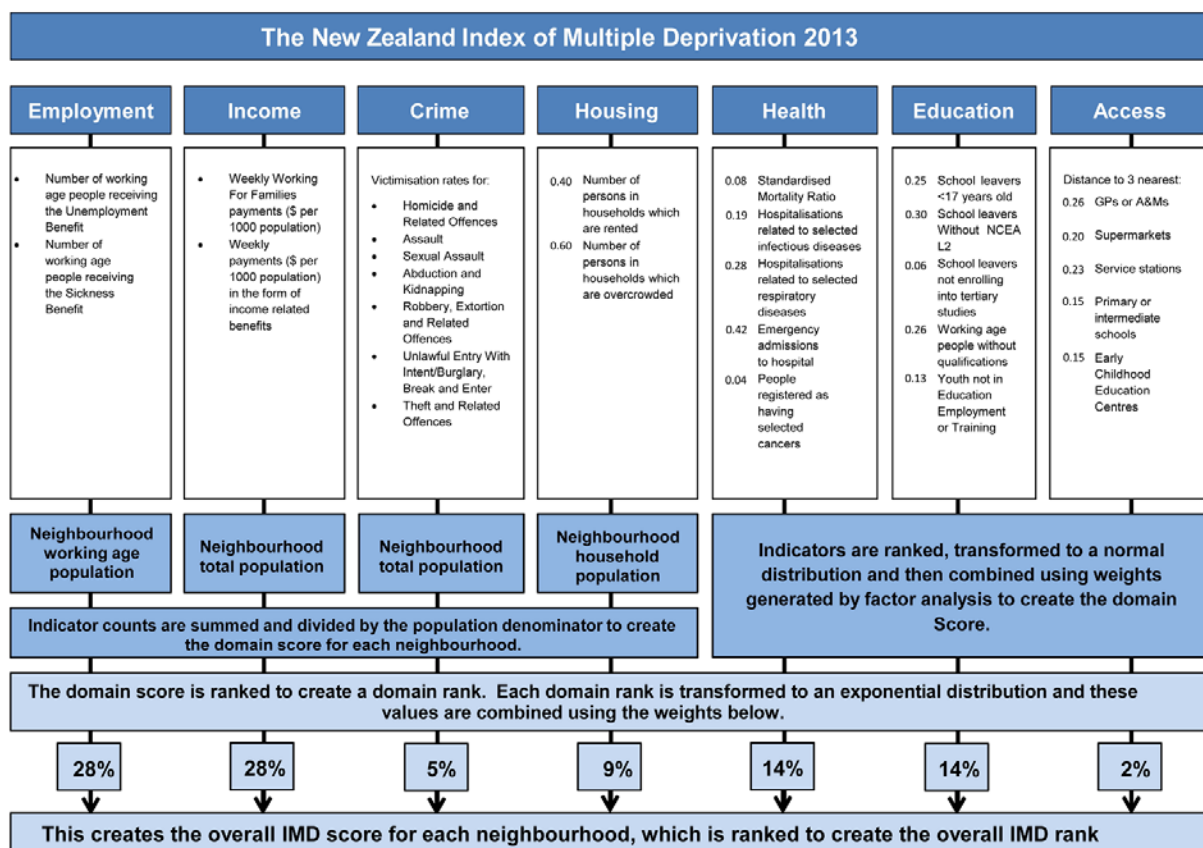 The New Zealand Index of Multiple Deprivation 2013
Employment
Income
Crime
Housing
Health
Education
Access
• Number of working
age people receiving
the Unemployment
Benefit
• Number of
working age
people receiving
the Sickness
Benefit
• Weekly Working
For Families
payments ($ per
1000 population)
• Weekly
payments ($ per
1000 population)
in the form of
income related
benefits
Victimisation rates for:
• Homicide and
Related Offences
• Assault
• Sexual Assault
• Abduction and
Kidnapping
• Robbery, Extortion
and Related
Offences
• Unlawful Entry With
Intent/Burglary,
Break and Enter
• Theft and Related
Offences
0.40 Number of
persons in
households which
are rented
0.60 Number of
persons in
households which
are overcrowded
0.08 Standardised
Mortality Ratio
0.19 Hospitalisations
related to selected
infectious diseases
0.28 Hospitalisations
related to selected
respiratory
diseases
0.42 Emergency
admissions
to hospital
0.04 People
registered as
having
selected
cancers
0.25 School leavers
<17 years old
0.30 School leavers
Without NCEA
L2
0.06 School leavers
not enrolling
into tertiary
studies
0.26 Working age
people without
qualifications
0.13 Youth not in
Education
Employment
or Training
Distance to 3 nearest:
0.26 GPs or A&Ms
0.20 Supermarkets
0.23 Service stations
0.15 Primary or
intermediate
schools
0.15 Early
Childhood
Education
Centres
Neighbourhood
working age
population
Neighbourhood
total population
Neighbourhood
total population
Neighbourhood
household
population
Indicators are ranked, transformed to a normal
distribution and then combined using weights
generated by factor analysis to create the domain
Score.
Indicator counts are summed and divided by the population denominator to create
the domain score for each neighbourhood.
The domain score is ranked to create a domain rank. Each domain rank is transformed to an exponential distribution and these
values are combined using the weights below.
28%
28%
5%
9%
14%
14%
2%
This creates the overall IMD score for each neighbourhood, which is ranked to create the overall IMD rank